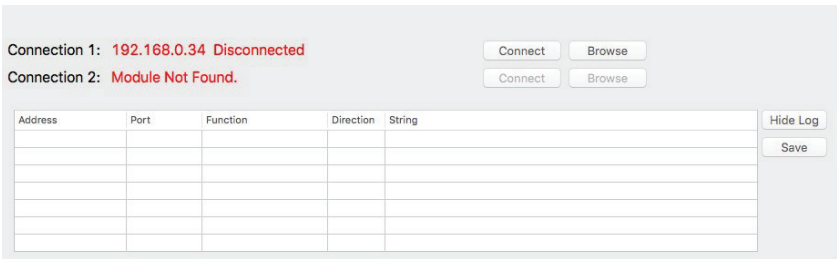 Connection 1: 192.168.0.34 Disconnected Connect Browse
Connection 2: Module Not Found. Connect Browse
Address Port Function Direction String Hide Log
Save